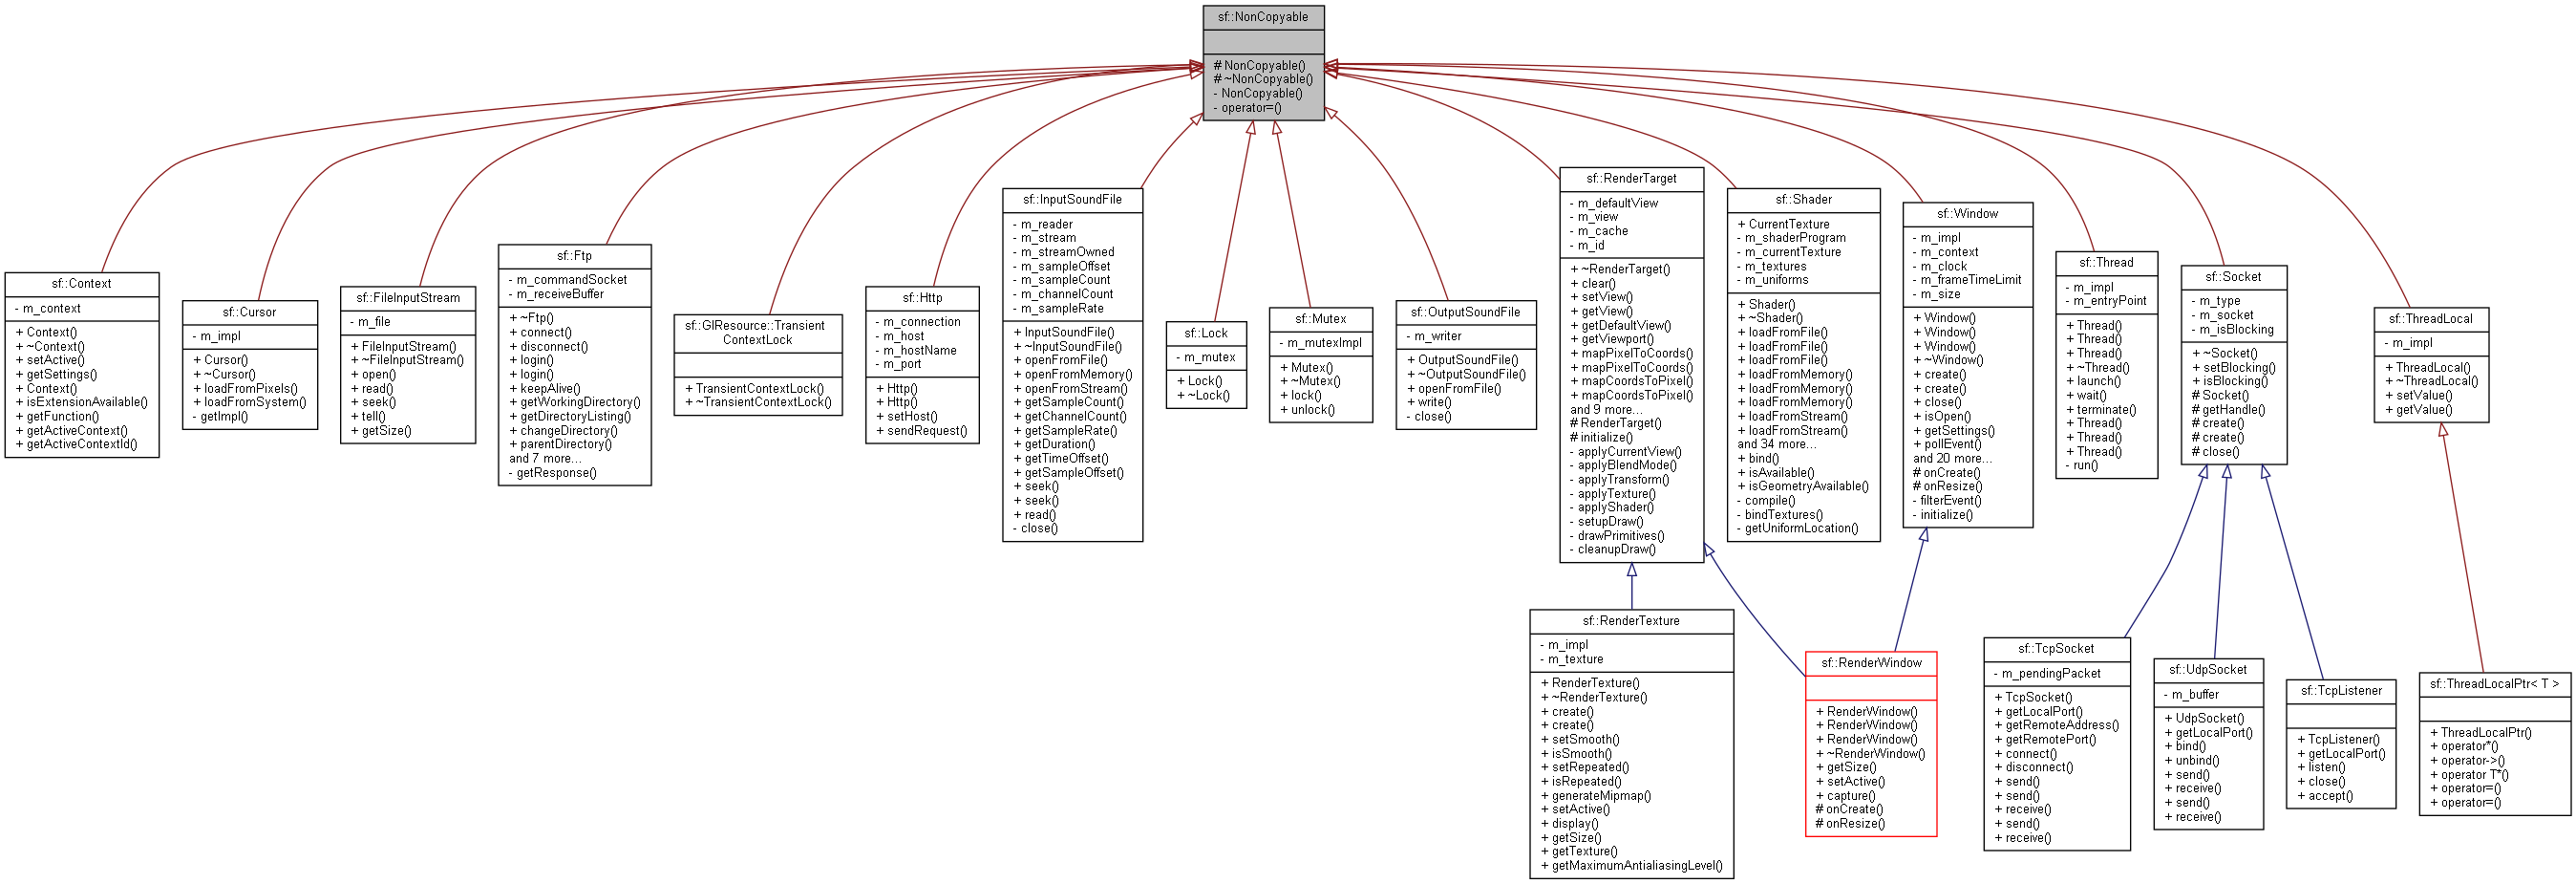 sf::NonCopyable
# NonCopyable()
# ~NonCopyable()
- NonCopyable()
- operator=()
sf::Context
- m_context
+ Context()
+ ~Context()
+ setActive()
+ getSettings()
+ Context()
+ isExtensionAvailable()
+ getFunction()
+ getActiveContext()
+ getActiveContextId()
sf::Cursor
- m_impl
+ Cursor()
+ ~Cursor()
+ loadFromPixels()
+ loadFromSystem()
- getImpl()
sf::FileInputStream
- m_file
+ FileInputStream()
+ ~FileInputStream()
+ open()
+ read()
+ seek()
+ tell()
+ getSize()
sf::Ftp
- m_commandSocket
- m_receiveBuffer
+ ~Ftp()
+ connect()
+ disconnect()
+ login()
+ login()
+ keepAlive()
+ getWorkingDirectory()
+ getDirectoryListing()
+ changeDirectory()
+ parentDirectory()
and 7 more...
- getResponse()
sf::GlResource::Transient
ContextLock
+ TransientContextLock()
+ ~TransientContextLock()
sf::Http
- m_connection
- m_host
- m_hostName
- m_port
+ Http()
+ Http()
+ setHost()
+ sendRequest()
sf::InputSoundFile
- m_reader
- m_stream
- m_streamOwned
- m_sampleOffset
- m_sampleCount
- m_channelCount
- m_sampleRate
+ InputSoundFile()
+ ~InputSoundFile()
+ openFromFile()
+ openFromMemory()
+ openFromStream()
+ getSampleCount()
+ getChannelCount()
+ getSampleRate()
+ getDuration()
+ getTimeOffset()
+ getSampleOffset()
+ seek()
+ seek()
+ read()
- close()
sf::Lock
- m_mutex
+ Lock()
+ ~Lock()
sf::Mutex
- m_mutexImpl
+ Mutex()
+ ~Mutex()
+ lock()
+ unlock()
sf::OutputSoundFile
- m_writer
+ OutputSoundFile()
+ ~OutputSoundFile()
+ openFromFile()
+ write()
- close()
sf::RenderTarget
- m_defaultView
- m_view
- m_cache
- m_id
+ ~RenderTarget()
+ clear()
+ setView()
+ getView()
+ getDefaultView()
+ getViewport()
+ mapPixelToCoords()
+ mapPixelToCoords()
+ mapCoordsToPixel()
+ mapCoordsToPixel()
and 9 more...
# RenderTarget()
# initialize()
- applyCurrentView()
- applyBlendMode()
- applyTransform()
- applyTexture()
- applyShader()
- setupDraw()
- drawPrimitives()
- cleanupDraw()
sf::Shader
+ CurrentTexture
- m_shaderProgram
- m_currentTexture
- m_textures
- m_uniforms
+ Shader()
+ ~Shader()
+ loadFromFile()
+ loadFromFile()
+ loadFromFile()
+ loadFromMemory()
+ loadFromMemory()
+ loadFromMemory()
+ loadFromStream()
+ loadFromStream()
and 34 more...
+ bind()
+ isAvailable()
+ isGeometryAvailable()
- compile()
- bindTextures()
- getUniformLocation()
sf::Window
- m_impl
- m_context
- m_clock
- m_frameTimeLimit
- m_size
+ Window()
+ Window()
+ Window()
+ ~Window()
+ create()
+ create()
+ close()
+ isOpen()
+ getSettings()
+ pollEvent()
and 20 more...
# onCreate()
# onResize()
- filterEvent()
- initialize()
sf::Thread
- m_impl
- m_entryPoint
+ Thread()
+ Thread()
+ Thread()
+ ~Thread()
+ launch()
+ wait()
+ terminate()
+ Thread()
+ Thread()
+ Thread()
- run()
sf::Socket
- m_type
- m_socket
- m_isBlocking
+ ~Socket()
+ setBlocking()
+ isBlocking()
# Socket()
# getHandle()
# create()
# create()
# close()
sf::ThreadLocal
- m_impl
+ ThreadLocal()
+ ~ThreadLocal()
+ setValue()
+ getValue()
sf::RenderTexture
- m_impl
- m_texture
+ RenderTexture()
+ ~RenderTexture()
+ create()
+ create()
+ setSmooth()
+ isSmooth()
+ setRepeated()
+ isRepeated()
+ generateMipmap()
+ setActive()
+ display()
+ getSize()
+ getTexture()
+ getMaximumAntialiasingLevel()
sf::RenderWindow
+ RenderWindow()
+ RenderWindow()
+ RenderWindow()
+ ~RenderWindow()
+ getSize()
+ setActive()
+ capture()
# onCreate()
# onResize()
sf::TcpSocket
- m_pendingPacket
+ TcpSocket()
+ getLocalPort()
+ getRemoteAddress()
+ getRemotePort()
+ connect()
+ disconnect()
+ send()
+ send()
+ receive()
+ send()
+ receive()
sf::UdpSocket
- m_buffer
+ UdpSocket()
+ getLocalPort()
+ bind()
+ unbind()
+ send()
+ receive()
+ send()
+ receive()
sf::TcpListener
+ TcpListener()
+ getLocalPort()
+ listen()
+ close()
+ accept()
sf::ThreadLocalPtr< T >
+ ThreadLocalPtr()
+ operator*()
+ operator->()
+ operator T*()
+ operator=()
+ operator=()